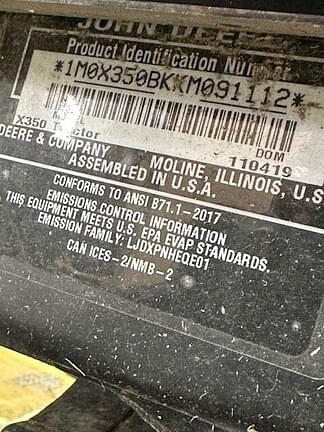 JOHN DEERE
Product Identification Number
*1M0X350BK M091112*
X350 Tractor
DOM
110419
DEERE & COMPANY MOLINE, ILLINOIS, U.S
ASSEMBLED IN U.S.A.
CONFORMS TO ANSI B71.1-2017
EMISSIONS CONTROL INFORMATION
THIS EQUIPMENT MEETS U.S. EPA EVAP STANDARDS.
EMISSION FAMILY: LJDXPNHEQE01
CAN ICES-2/NMB-2